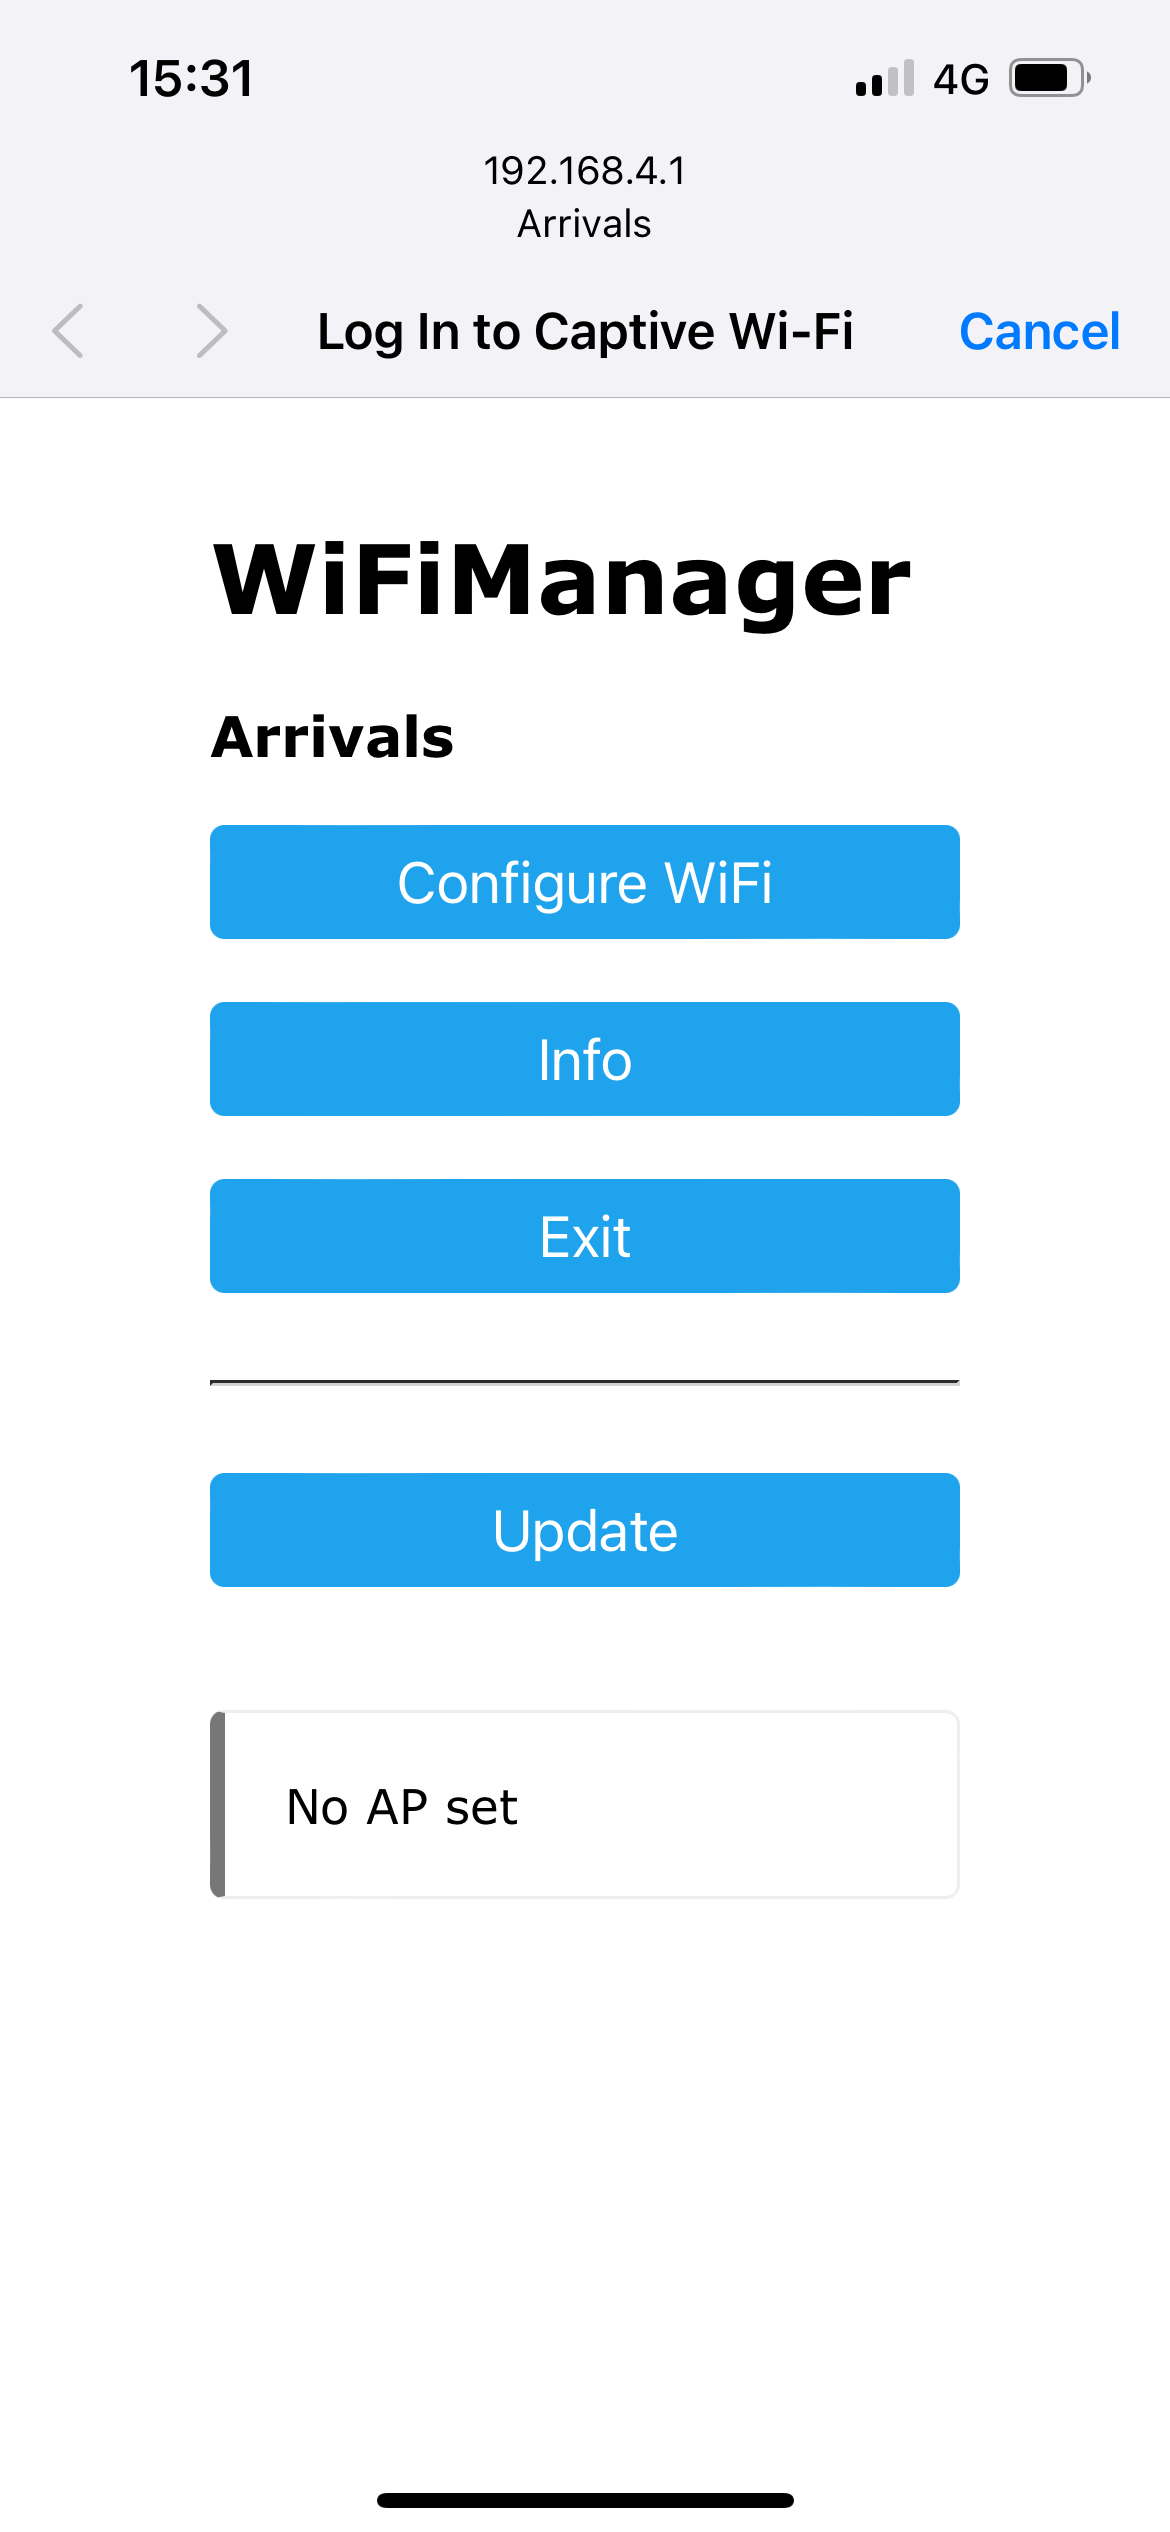 15:31
4G
192.168.4.1
Arrivals
Log In to Captive Wi-Fi
Cancel
WiFiManager
Arrivals
Configure WiFi
Info
Exit
Update
No AP set